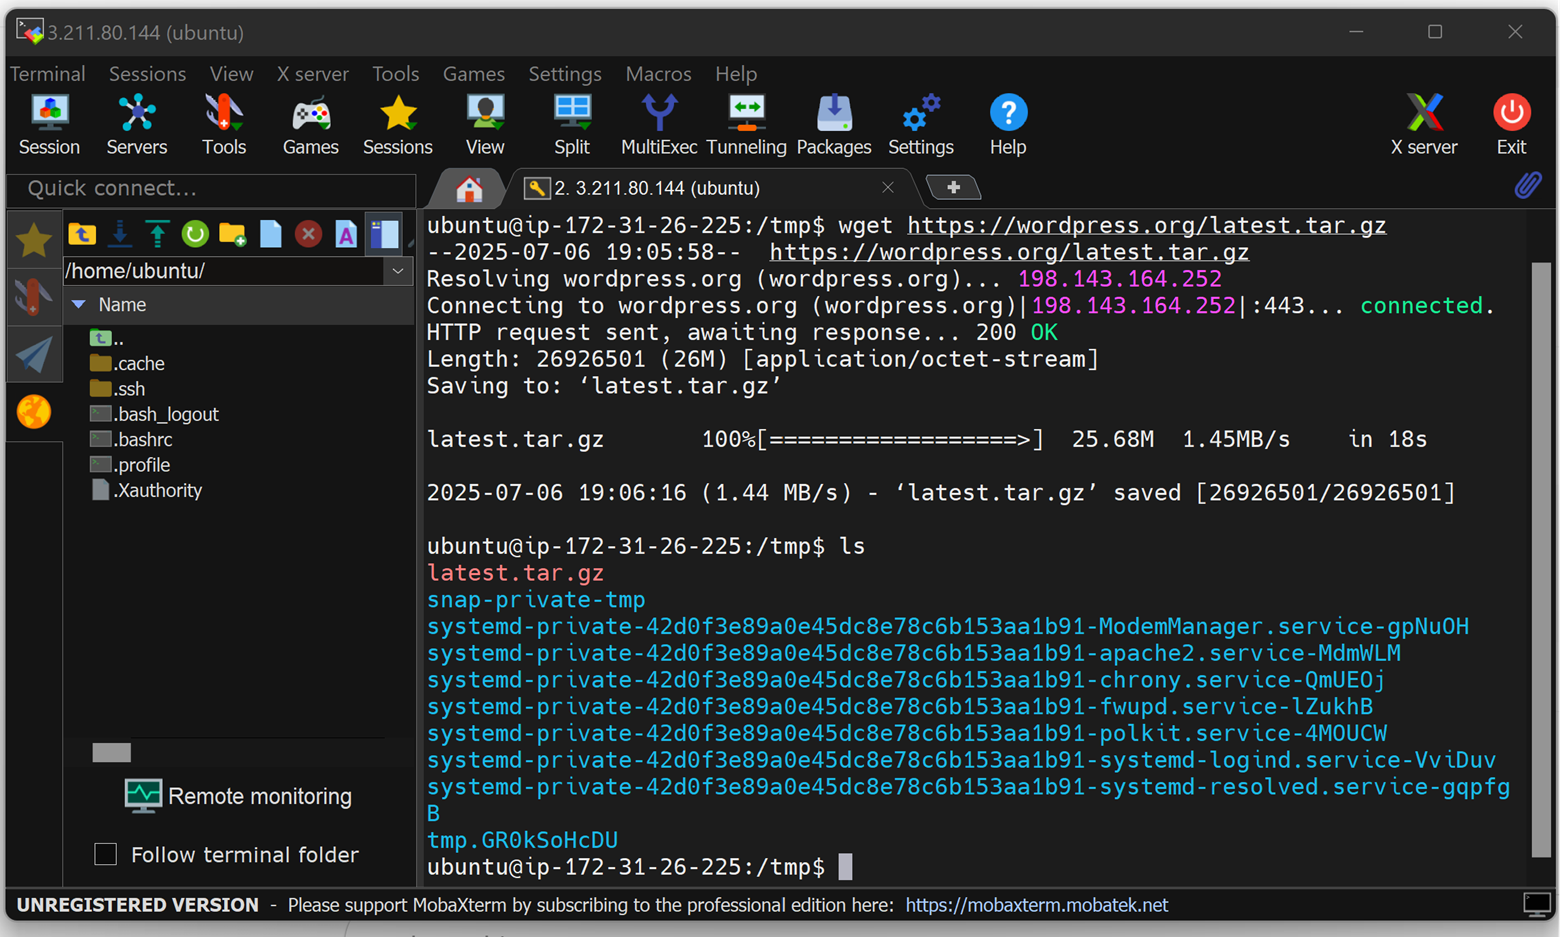 3.211.80.144 (ubuntu)
Terminal Sessions View X server Tools Games Settings Macros Help
Session Servers Tools Games Sessions View Split MultiExec Tunneling Packages Settings Help X server Exit
Quick connect...
2. 3.211.80.144 (ubuntu)
/home/ubuntu/
Name
..
.cache
.ssh
.bash_logout
.bashrc
.profile
.Xauthority
Remote monitoring
Follow terminal folder
ubuntu@ip-172-31-26-225:/tmp$ wget https://wordpress.org/latest.tar.gz
--2025-07-06 19:05:58--  https://wordpress.org/latest.tar.gz
Resolving wordpress.org (wordpress.org)... 198.143.164.252
Connecting to wordpress.org (wordpress.org)|198.143.164.252|:443... connected.
HTTP request sent, awaiting response... 200 OK
Length: 26926501 (26M) [application/octet-stream]
Saving to: ‘latest.tar.gz’
latest.tar.gz       100%[==================>]  25.68M  1.45MB/s    in 18s
2025-07-06 19:06:16 (1.44 MB/s) - ‘latest.tar.gz’ saved [26926501/26926501]
ubuntu@ip-172-31-26-225:/tmp$ ls
latest.tar.gz
snap-private-tmp
systemd-private-42d0f3e89a0e45dc8e78c6b153aa1b91-ModemManager.service-gpNuOH
systemd-private-42d0f3e89a0e45dc8e78c6b153aa1b91-apache2.service-MdmWLM
systemd-private-42d0f3e89a0e45dc8e78c6b153aa1b91-chrony.service-QmUEOj
systemd-private-42d0f3e89a0e45dc8e78c6b153aa1b91-fwupd.service-lZukhB
systemd-private-42d0f3e89a0e45dc8e78c6b153aa1b91-polkit.service-4MOUCW
systemd-private-42d0f3e89a0e45dc8e78c6b153aa1b91-systemd-logind.service-VviDuv
systemd-private-42d0f3e89a0e45dc8e78c6b153aa1b91-systemd-resolved.service-gqpfg
B
tmp.GR0kSoHcDU
ubuntu@ip-172-31-26-225:/tmp$
UNREGISTERED VERSION - Please support MobaXterm by subscribing to the professional edition here: https://mobaxterm.mobatek.net